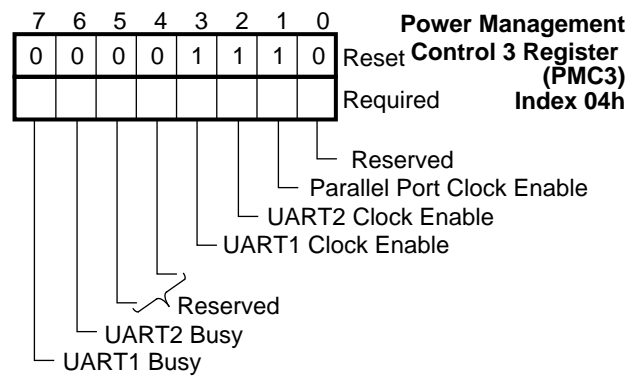 7 6 5 4 3 2 1 0
Power Management
0 0 0 0 1 1 1 0 Reset
Control 3 Register
(PMC3)
Required
Index 04h
Reserved
Parallel Port Clock Enable
UART2 Clock Enable
UART1 Clock Enable
Reserved
UART2 Busy
UART1 Busy